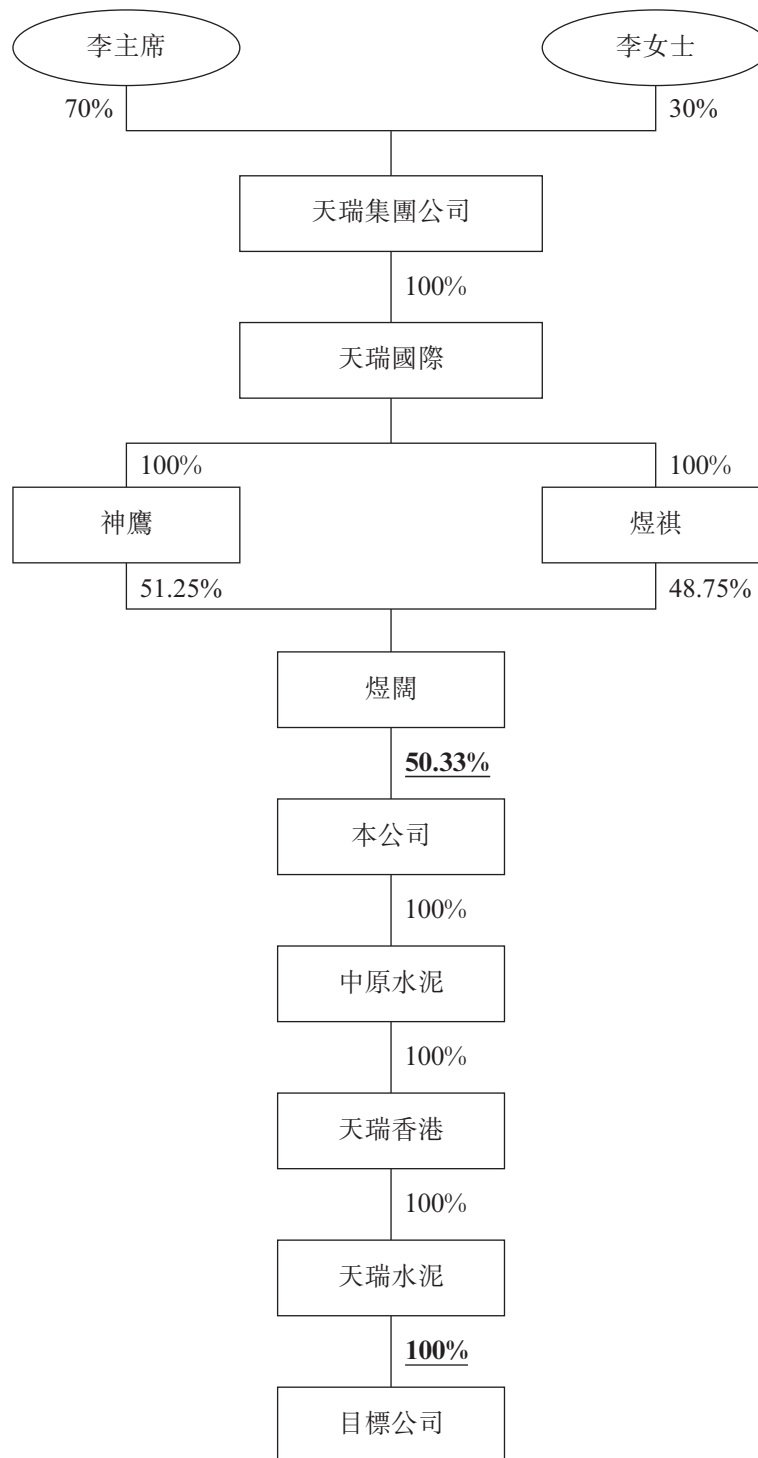 李主席
李女士
70%
30%
天瑞集團公司
100%
天瑞國際
100%
100%
神鷹
煜祺
51.25%
48.75%
煜闊
50.33%
本公司
100%
中原水泥
100%
天瑞香港
100%
天瑞水泥
100%
目標公司